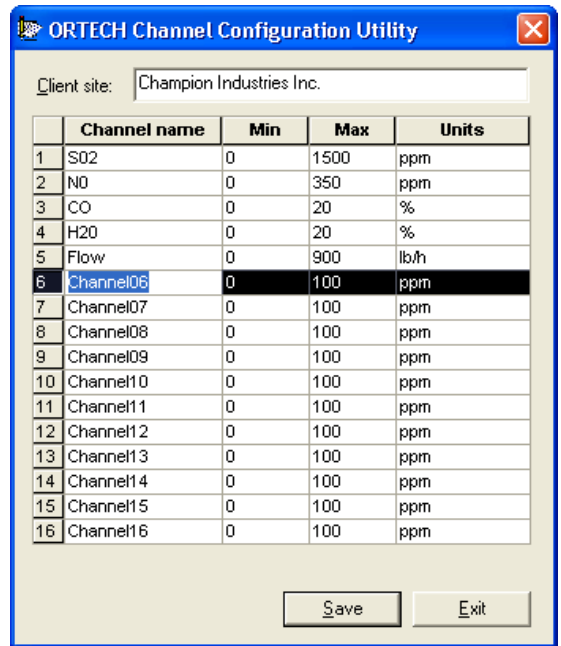 ORTECH Channel Configuration Utility
Client site: Champion Industries Inc.
Channel name Min Max Units
1 S02 0 1500 ppm
2 N0 0 350 ppm
3 CO 0 20 %
4 H20 0 20 %
5 Flow 0 900 lb/h
6 Channel06 0 100 ppm
7 Channel07 0 100 ppm
8 Channel08 0 100 ppm
9 Channel09 0 100 ppm
10 Channel10 0 100 ppm
11 Channel11 0 100 ppm
12 Channel12 0 100 ppm
13 Channel13 0 100 ppm
14 Channel14 0 100 ppm
15 Channel15 0 100 ppm
16 Channel16 0 100 ppm
Save Exit